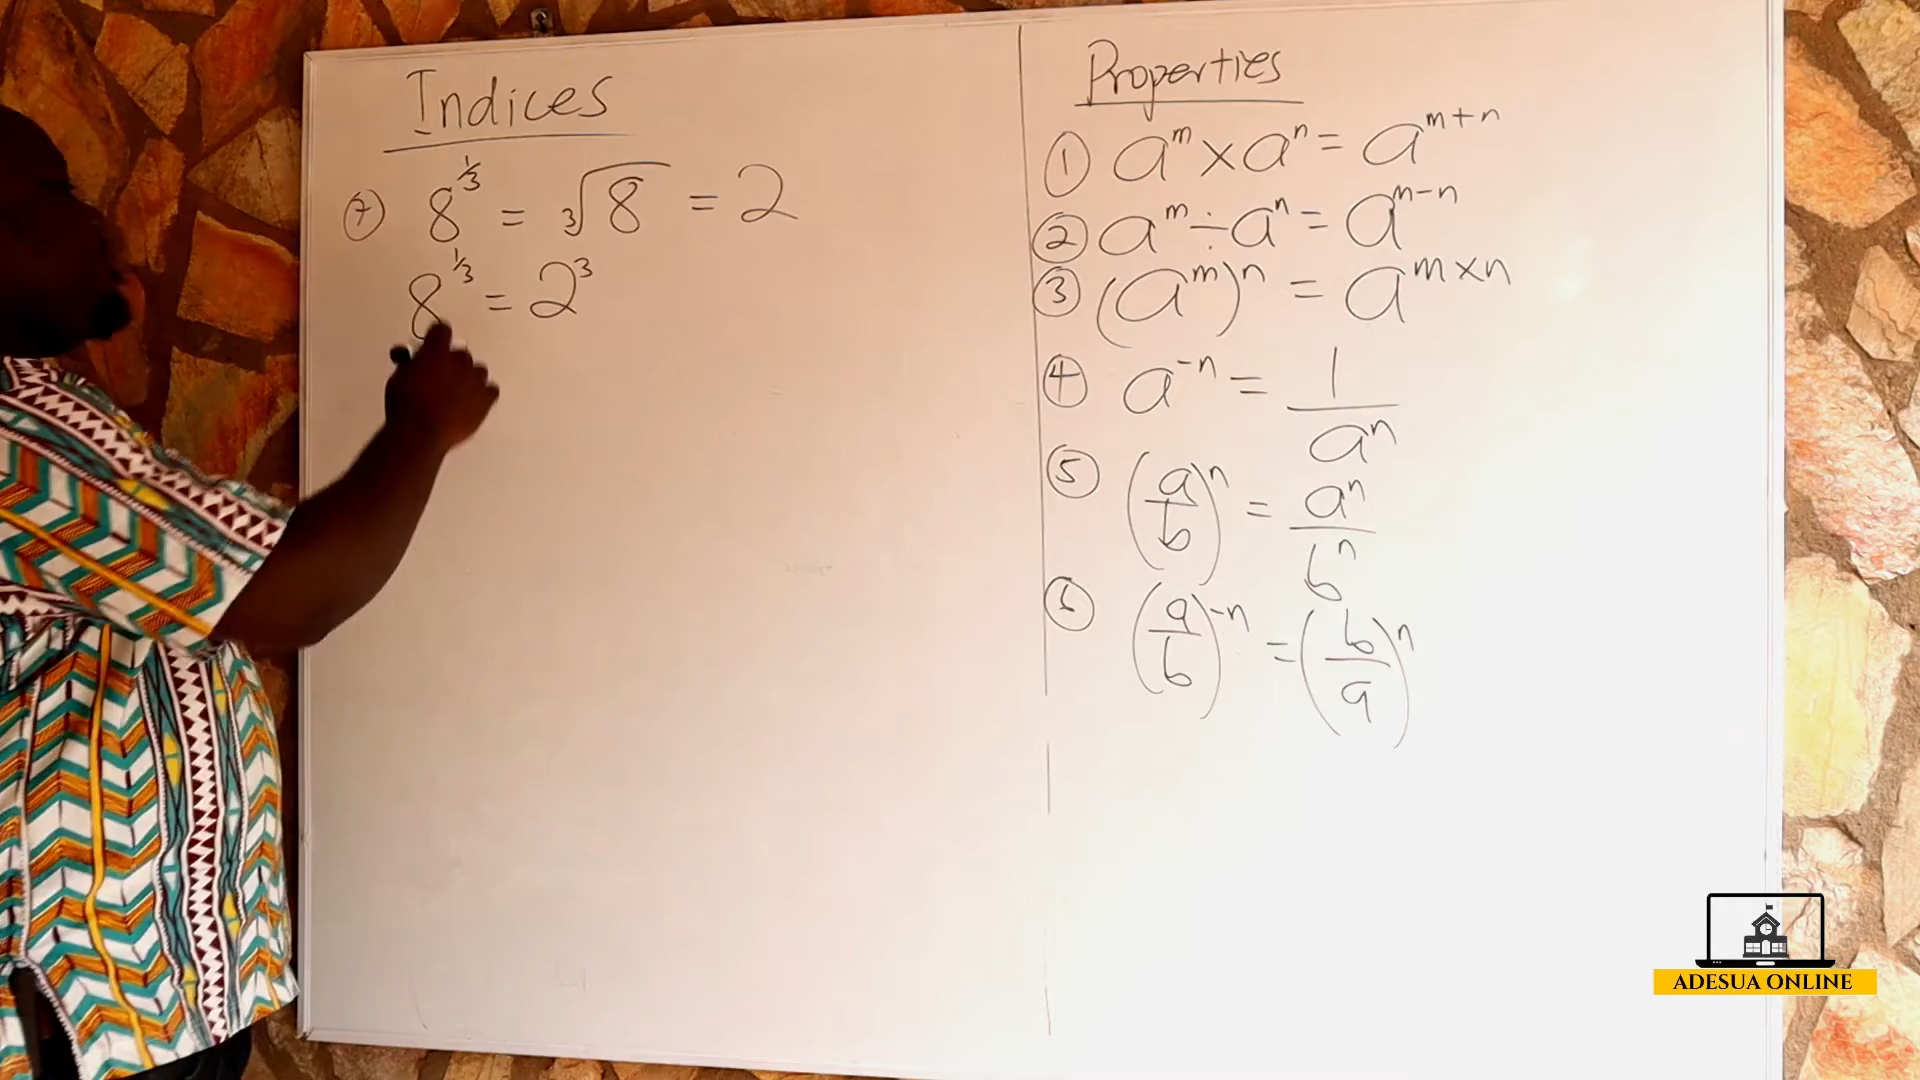 Indices
⑦ 8^{1/3} = ∛8 = 2
8^{1/3} = 2^3
Properties
① a^m × a^n = a^{m+n}
② a^m ÷ a^n = a^{m-n}
③ (a^m)^n = a^{m×n}
④ a^{-n} = 1/a^n
⑤ (a/b)^n = a^n/b^n
⑥ (a/b)^{-n} = (b/a)^n
ADESUA ONLINE